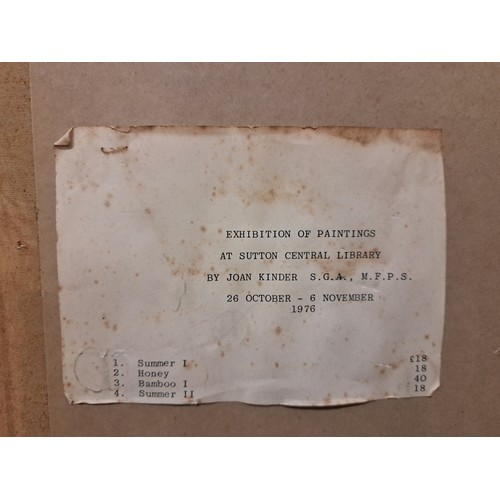 EXHIBITION OF PAINTINGS
AT SUTTON CENTRAL LIBRARY
BY JOAN KINDER S.G.A., M.F.P.S.
26 OCTOBER - 6 NOVEMBER
1976
1. Summer I £18
2. Honey 18
3. Bamboo I 40
4. Summer II 18